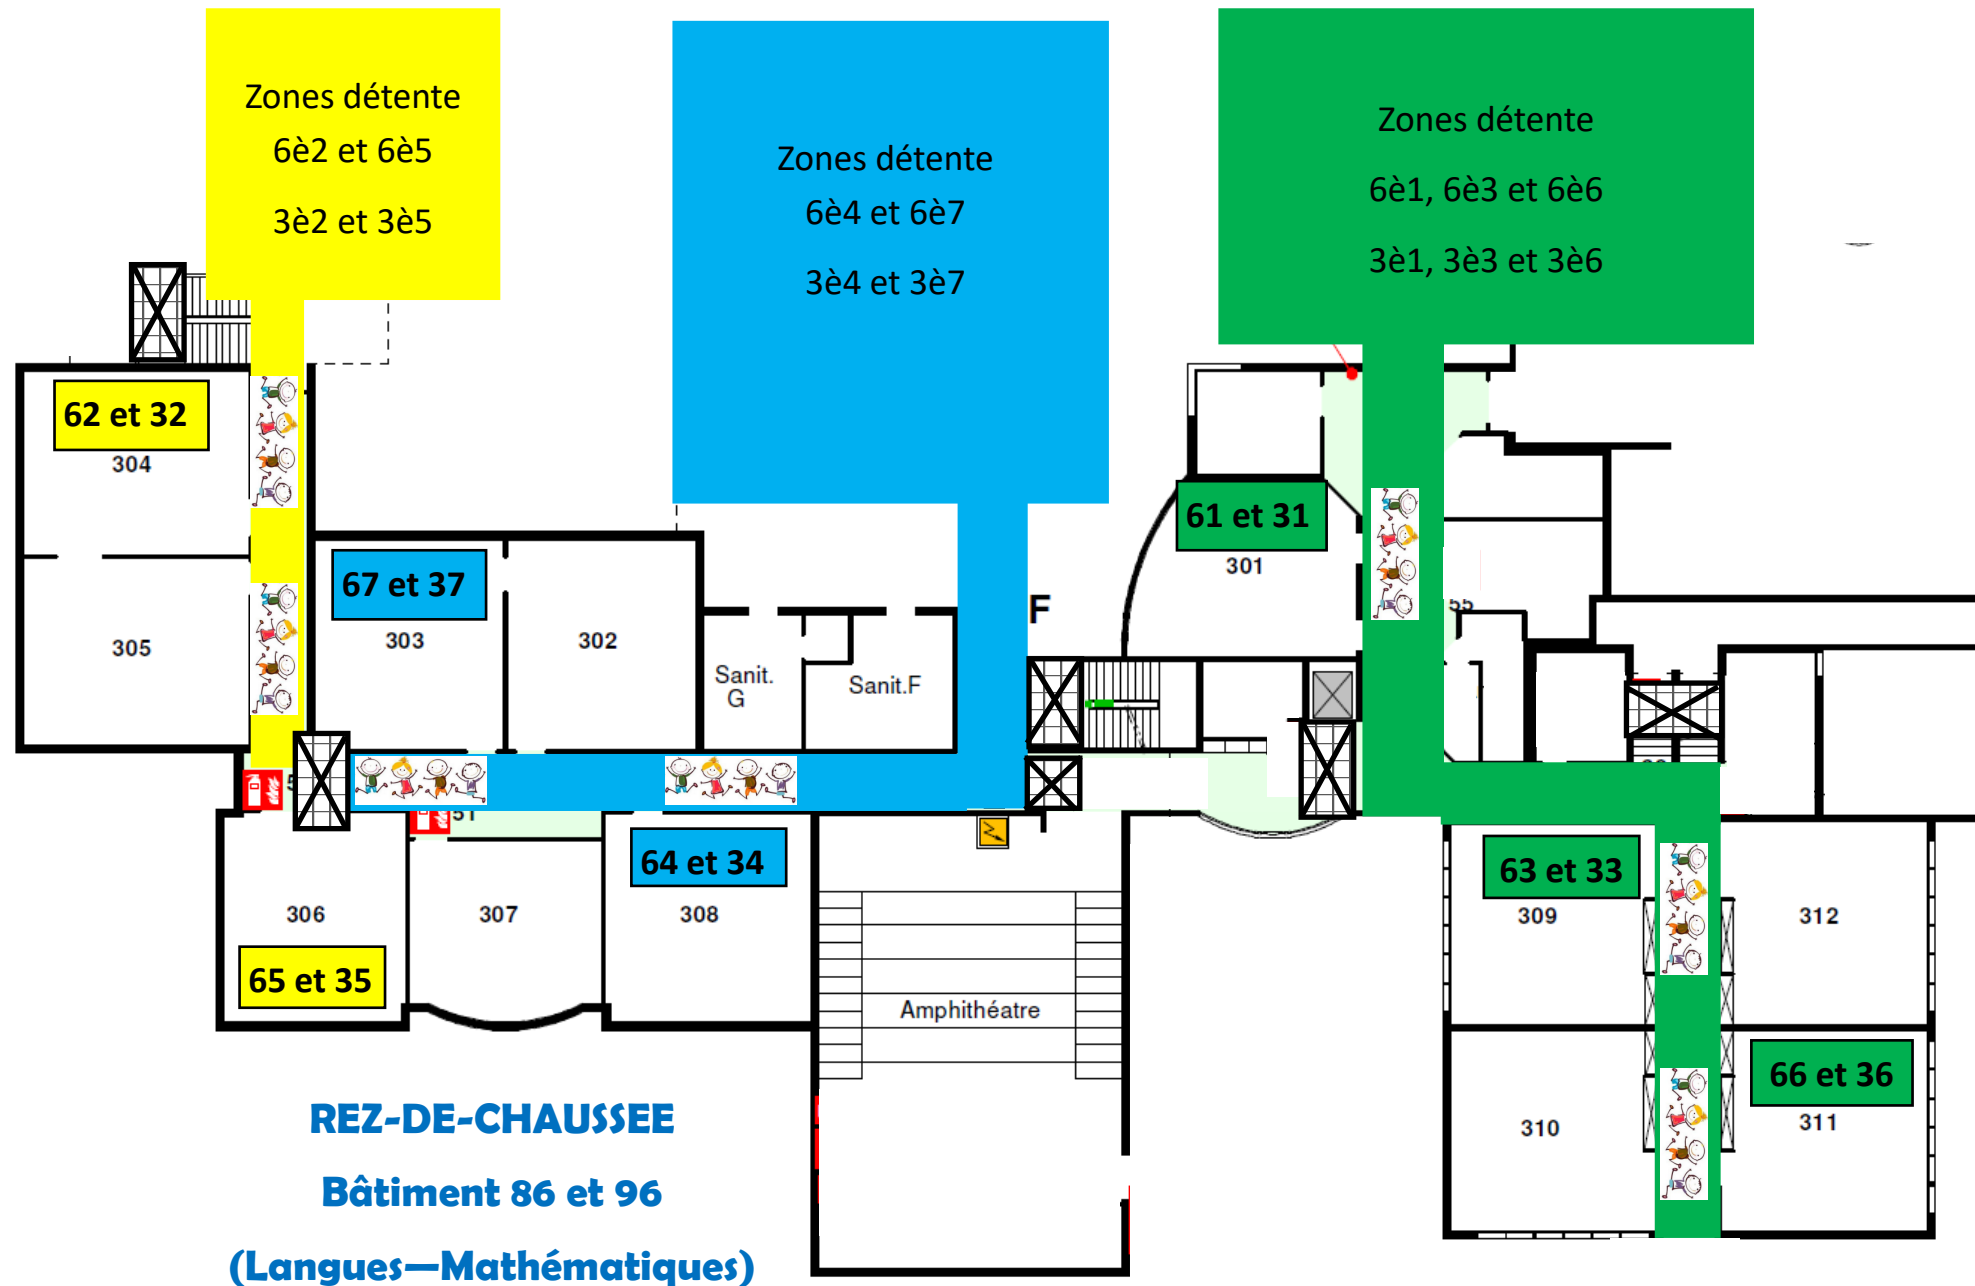 Zones détente
6è2 et 6è5
3è2 et 3è5
Zones détente
6è4 et 6è7
3è4 et 3è7
Zones détente
6è1, 6è3 et 6è6
3è1, 3è3 et 3è6
62 et 32
304
305
67 et 37
303
302
Sanit.
G
Sanit.F
F
61 et 31
301
55
51
65 et 35
306
307
64 et 34
308
Amphithéatre
63 et 33
309
312
310
66 et 36
311
REZ-DE-CHAUSSEE
Bâtiment 86 et 96
(Langues—Mathématiques)